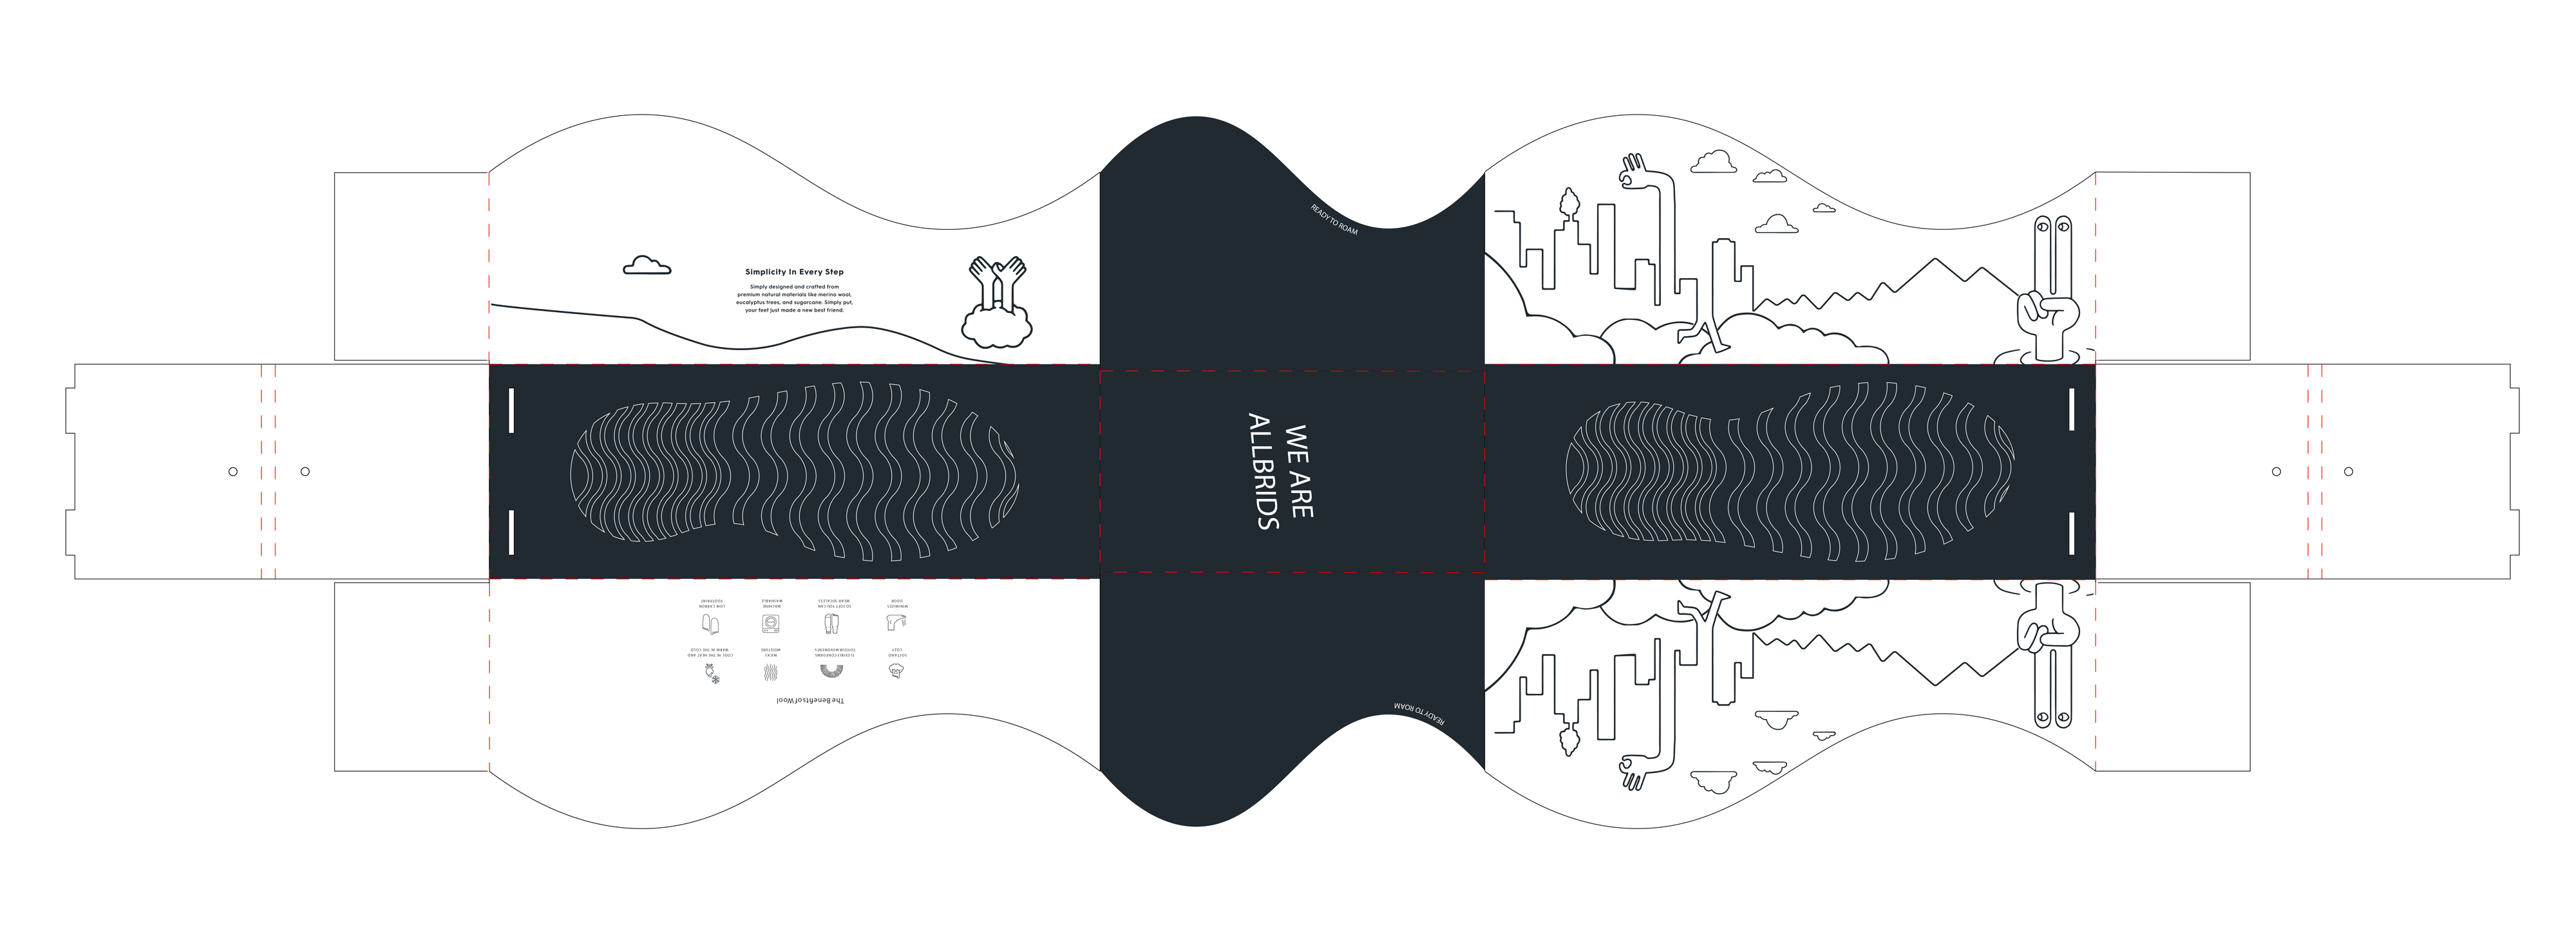 READY TO ROAM
Simplicity In Every Step
Simply designed and crafted from
premium natural materials like merino wool,
eucalyptus trees, and sugarcane. Simply put,
your feet just made a new best friend.
WE ARE
ALLBRIDS
The Benefits of Wool
SOFT AND
COZY
FLEXIBLY CONFORMS
TO YOUR MOVEMENTS
WICKS
MOISTURE
COOL IN THE HEAT AND
WARM IN THE COLD
MINIMIZES
ODOR
SO SOFT YOU CAN
WEAR SOCKLESS
MACHINE
WASHABLE
LOW CARBON
FOOTPRINT
READY TO ROAM